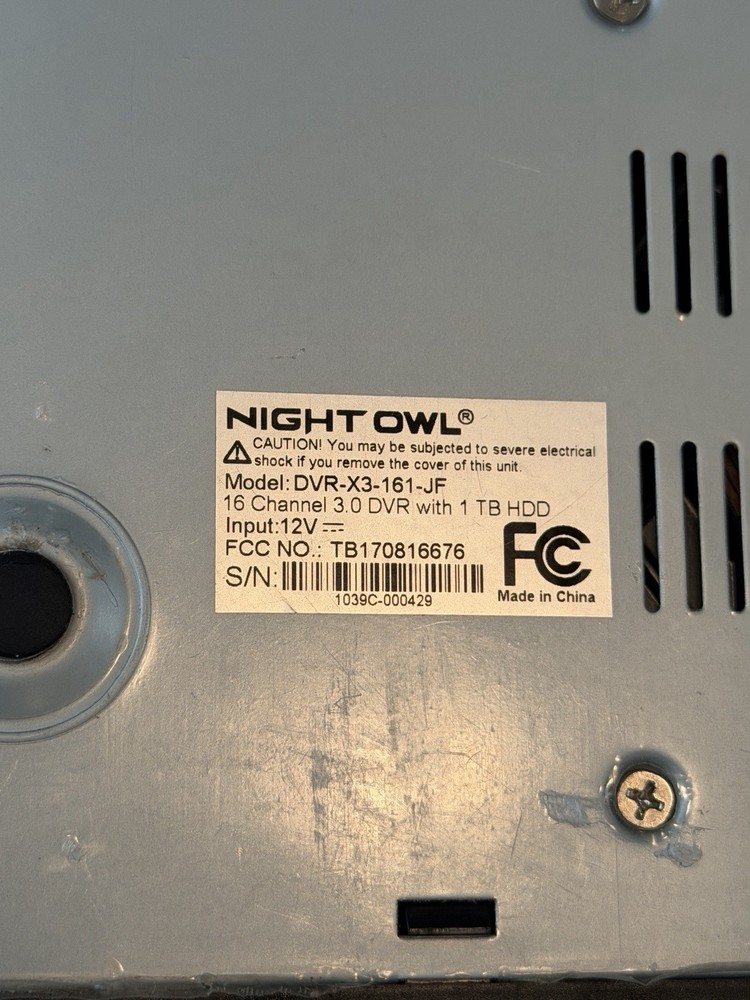 NIGHT OWL®
CAUTION! You may be subjected to severe electrical
shock if you remove the cover of this unit.
Model: DVR-X3-161-JF
16 Channel 3.0 DVR with 1 TB HDD
Input:12V ⎓
FCC NO.: TB170816676
FC
S/N:
1039C-000429
Made in China